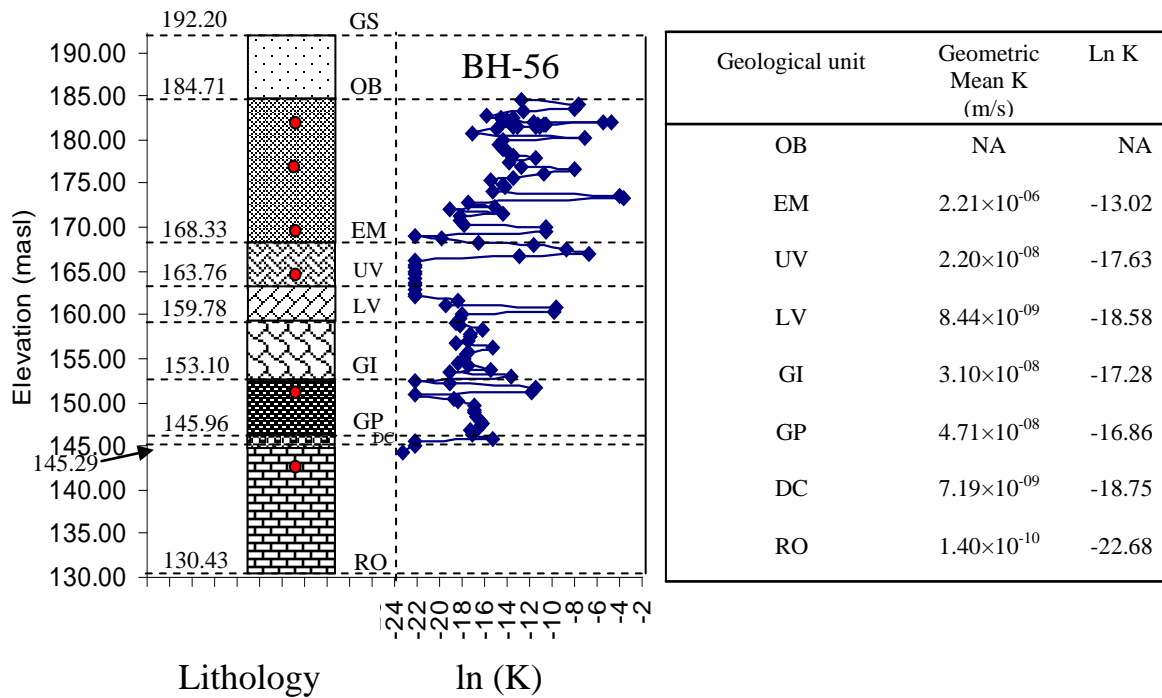 192.20 GS
190.00
BH-56
184.71 OB
185.00
180.00
175.00
170.00
168.33 EM
165.00
163.76 UV
160.00
159.78 LV
155.00
153.10 GI
150.00
145.96 GP
DC
145.00
145.29
140.00
135.00
130.43 RO
130.00
Elevation (masl)
-24 -22 -20 -18 -16 -14 -12 -10 -8 -6 -4 -2
Lithology ln (K)
Geological unit Geometric Ln K
Mean K
(m/s)
OB NA NA
EM 2.21×10⁻⁰⁶ -13.02
UV 2.20×10⁻⁰⁸ -17.63
LV 8.44×10⁻⁰⁹ -18.58
GI 3.10×10⁻⁰⁸ -17.28
GP 4.71×10⁻⁰⁸ -16.86
DC 7.19×10⁻⁰⁹ -18.75
RO 1.40×10⁻¹⁰ -22.68